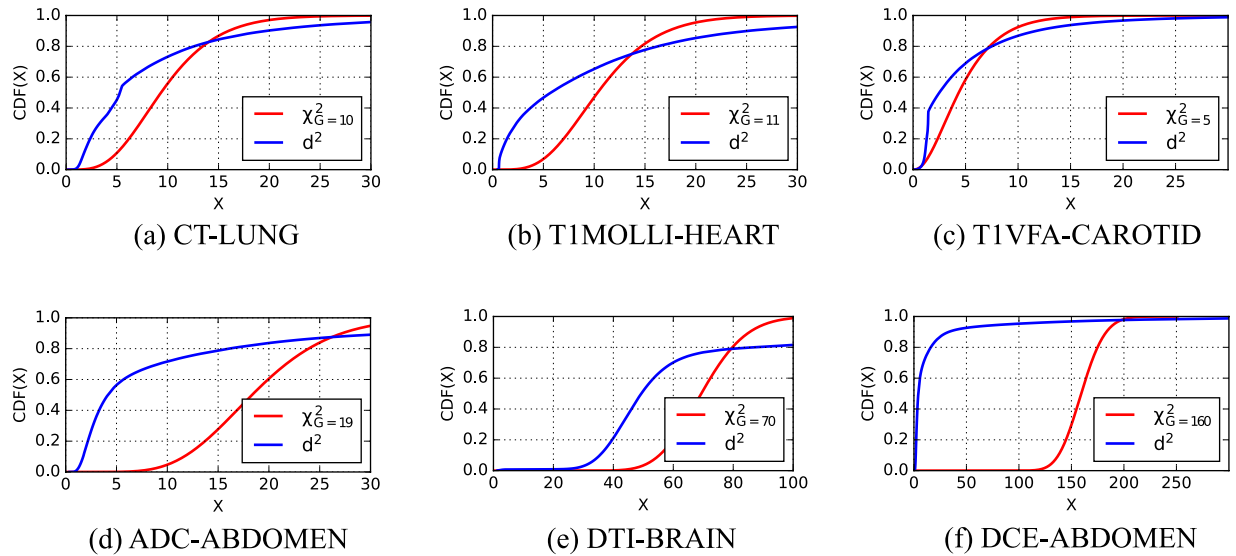 1.0
0.8
0.6
0.4
0.2
0.0
CDF(X)
0 5 10 15 20 25 30
X
χ²G=10
d²
(a) CT-LUNG
1.0
0.8
0.6
0.4
0.2
0.0
CDF(X)
0 5 10 15 20 25 30
X
χ²G=11
d²
(b) T1MOLLI-HEART
1.0
0.8
0.6
0.4
0.2
0.0
CDF(X)
0 5 10 15 20 25
X
χ²G=5
d²
(c) T1VFA-CAROTID
1.0
0.8
0.6
0.4
0.2
0.0
CDF(X)
0 5 10 15 20 25 30
X
χ²G=19
d²
(d) ADC-ABDOMEN
1.0
0.8
0.6
0.4
0.2
0.0
CDF(X)
0 20 40 60 80 100
X
χ²G=70
d²
(e) DTI-BRAIN
1.0
0.8
0.6
0.4
0.2
0.0
CDF(X)
0 50 100 150 200 250
X
χ²G=160
d²
(f) DCE-ABDOMEN